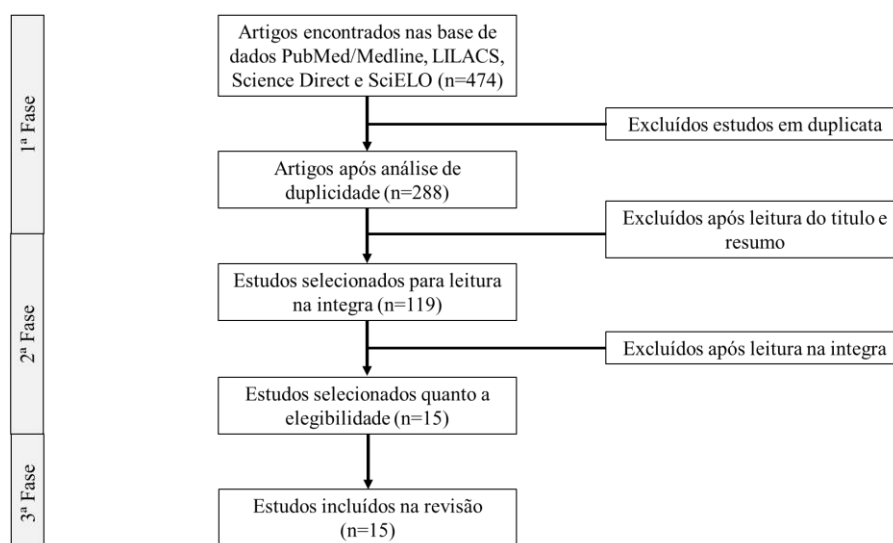 1ª Fase
Artigos encontrados nas base de
dados PubMed/Medline, LILACS,
Science Direct e SciELO (n=474)
Excluídos estudos em duplicata
Artigos após análise de
duplicidade (n=288)
Excluídos após leitura do titulo e
resumo
2ª Fase
Estudos selecionados para leitura
na integra (n=119)
Excluídos após leitura na integra
Estudos selecionados quanto a
elegibilidade (n=15)
3ª Fase
Estudos incluídos na revisão
(n=15)